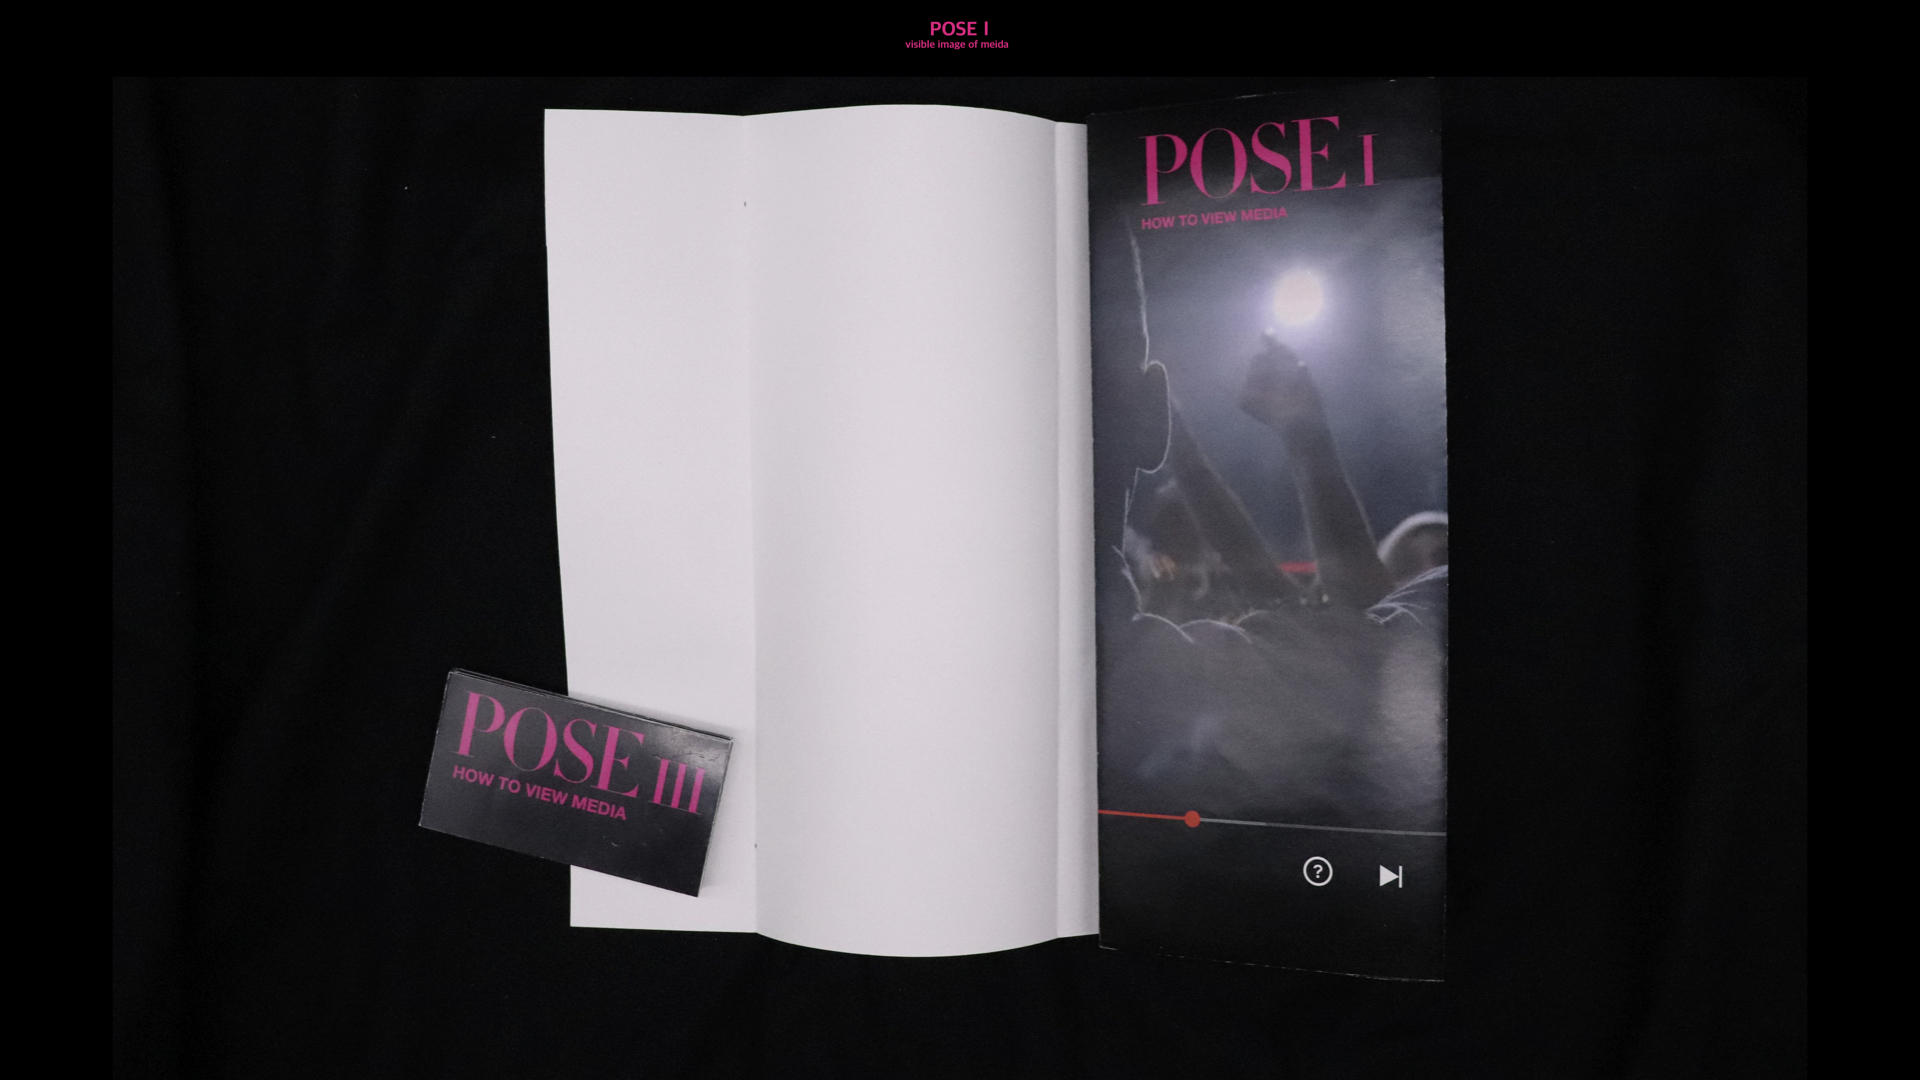 POSE I
visible image of meida
POSE I
HOW TO VIEW MEDIA
?
POSE III
HOW TO VIEW MEDIA